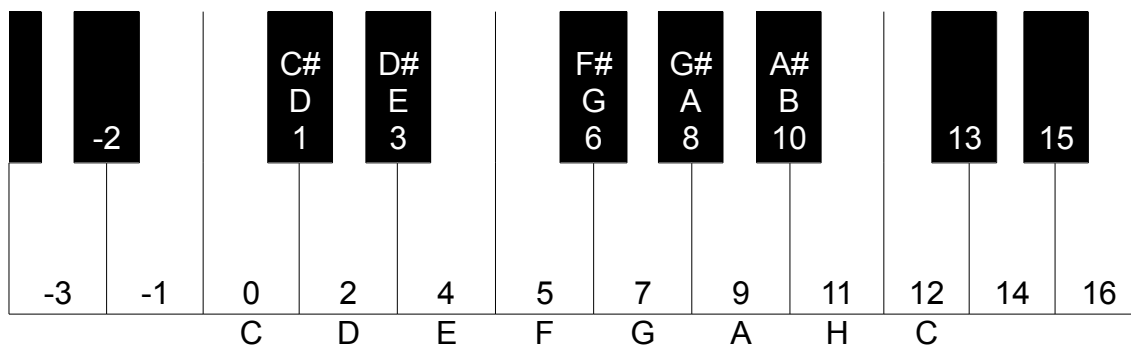 C# D# F# G# A#
D E G A B
-2 1 3 6 8 10 13 15
-3 -1 0 2 4 5 7 9 11 12 14 16
C D E F G A H C